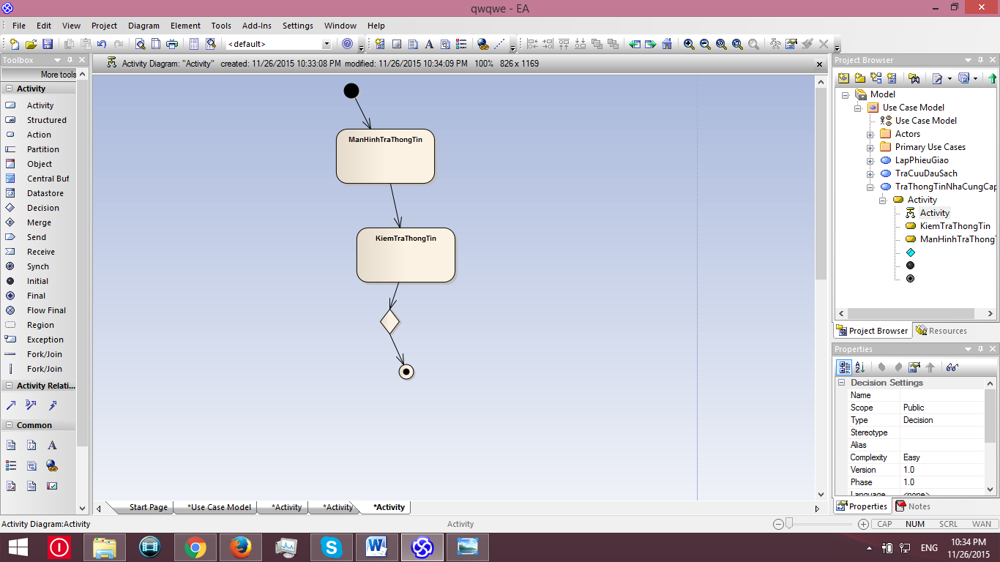 qwqwe - EA
File Edit View Project Diagram Element Tools Add-Ins Settings Window Help
<default>
Toolbox
More tools
Activity
Activity
Structured
Action
Partition
Object
Central Buf
Datastore
Decision
Merge
Send
Receive
Synch
Initial
Final
Flow Final
Region
Exception
Fork/Join
Fork/Join
Activity Relati...
Common
Activity Diagram: "Activity" created: 11/26/2015 10:33:08 PM modified: 11/26/2015 10:34:09 PM 100% 826 x 1169
ManHinhTraThongTin
KiemTraThongTin
Start Page *Use Case Model *Activity *Activity *Activity
Project Browser
Model
Use Case Model
Use Case Model
Actors
Primary Use Cases
LapPhieuGiao
TraCuuDauSach
TraThongTinNhaCungCap
Activity
Activity
KiemTraThongTin
ManHinhTraThongT
Project Browser Resources
Properties
Decision Settings
Name
Scope Public
Type Decision
Stereotype
Alias
Complexity Easy
Version 1.0
Phase 1.0
Language <none>
Properties Notes
Activity Diagram:Activity Activity CAP NUM SCRL WAN
ENG 10:34 PM
11/26/2015